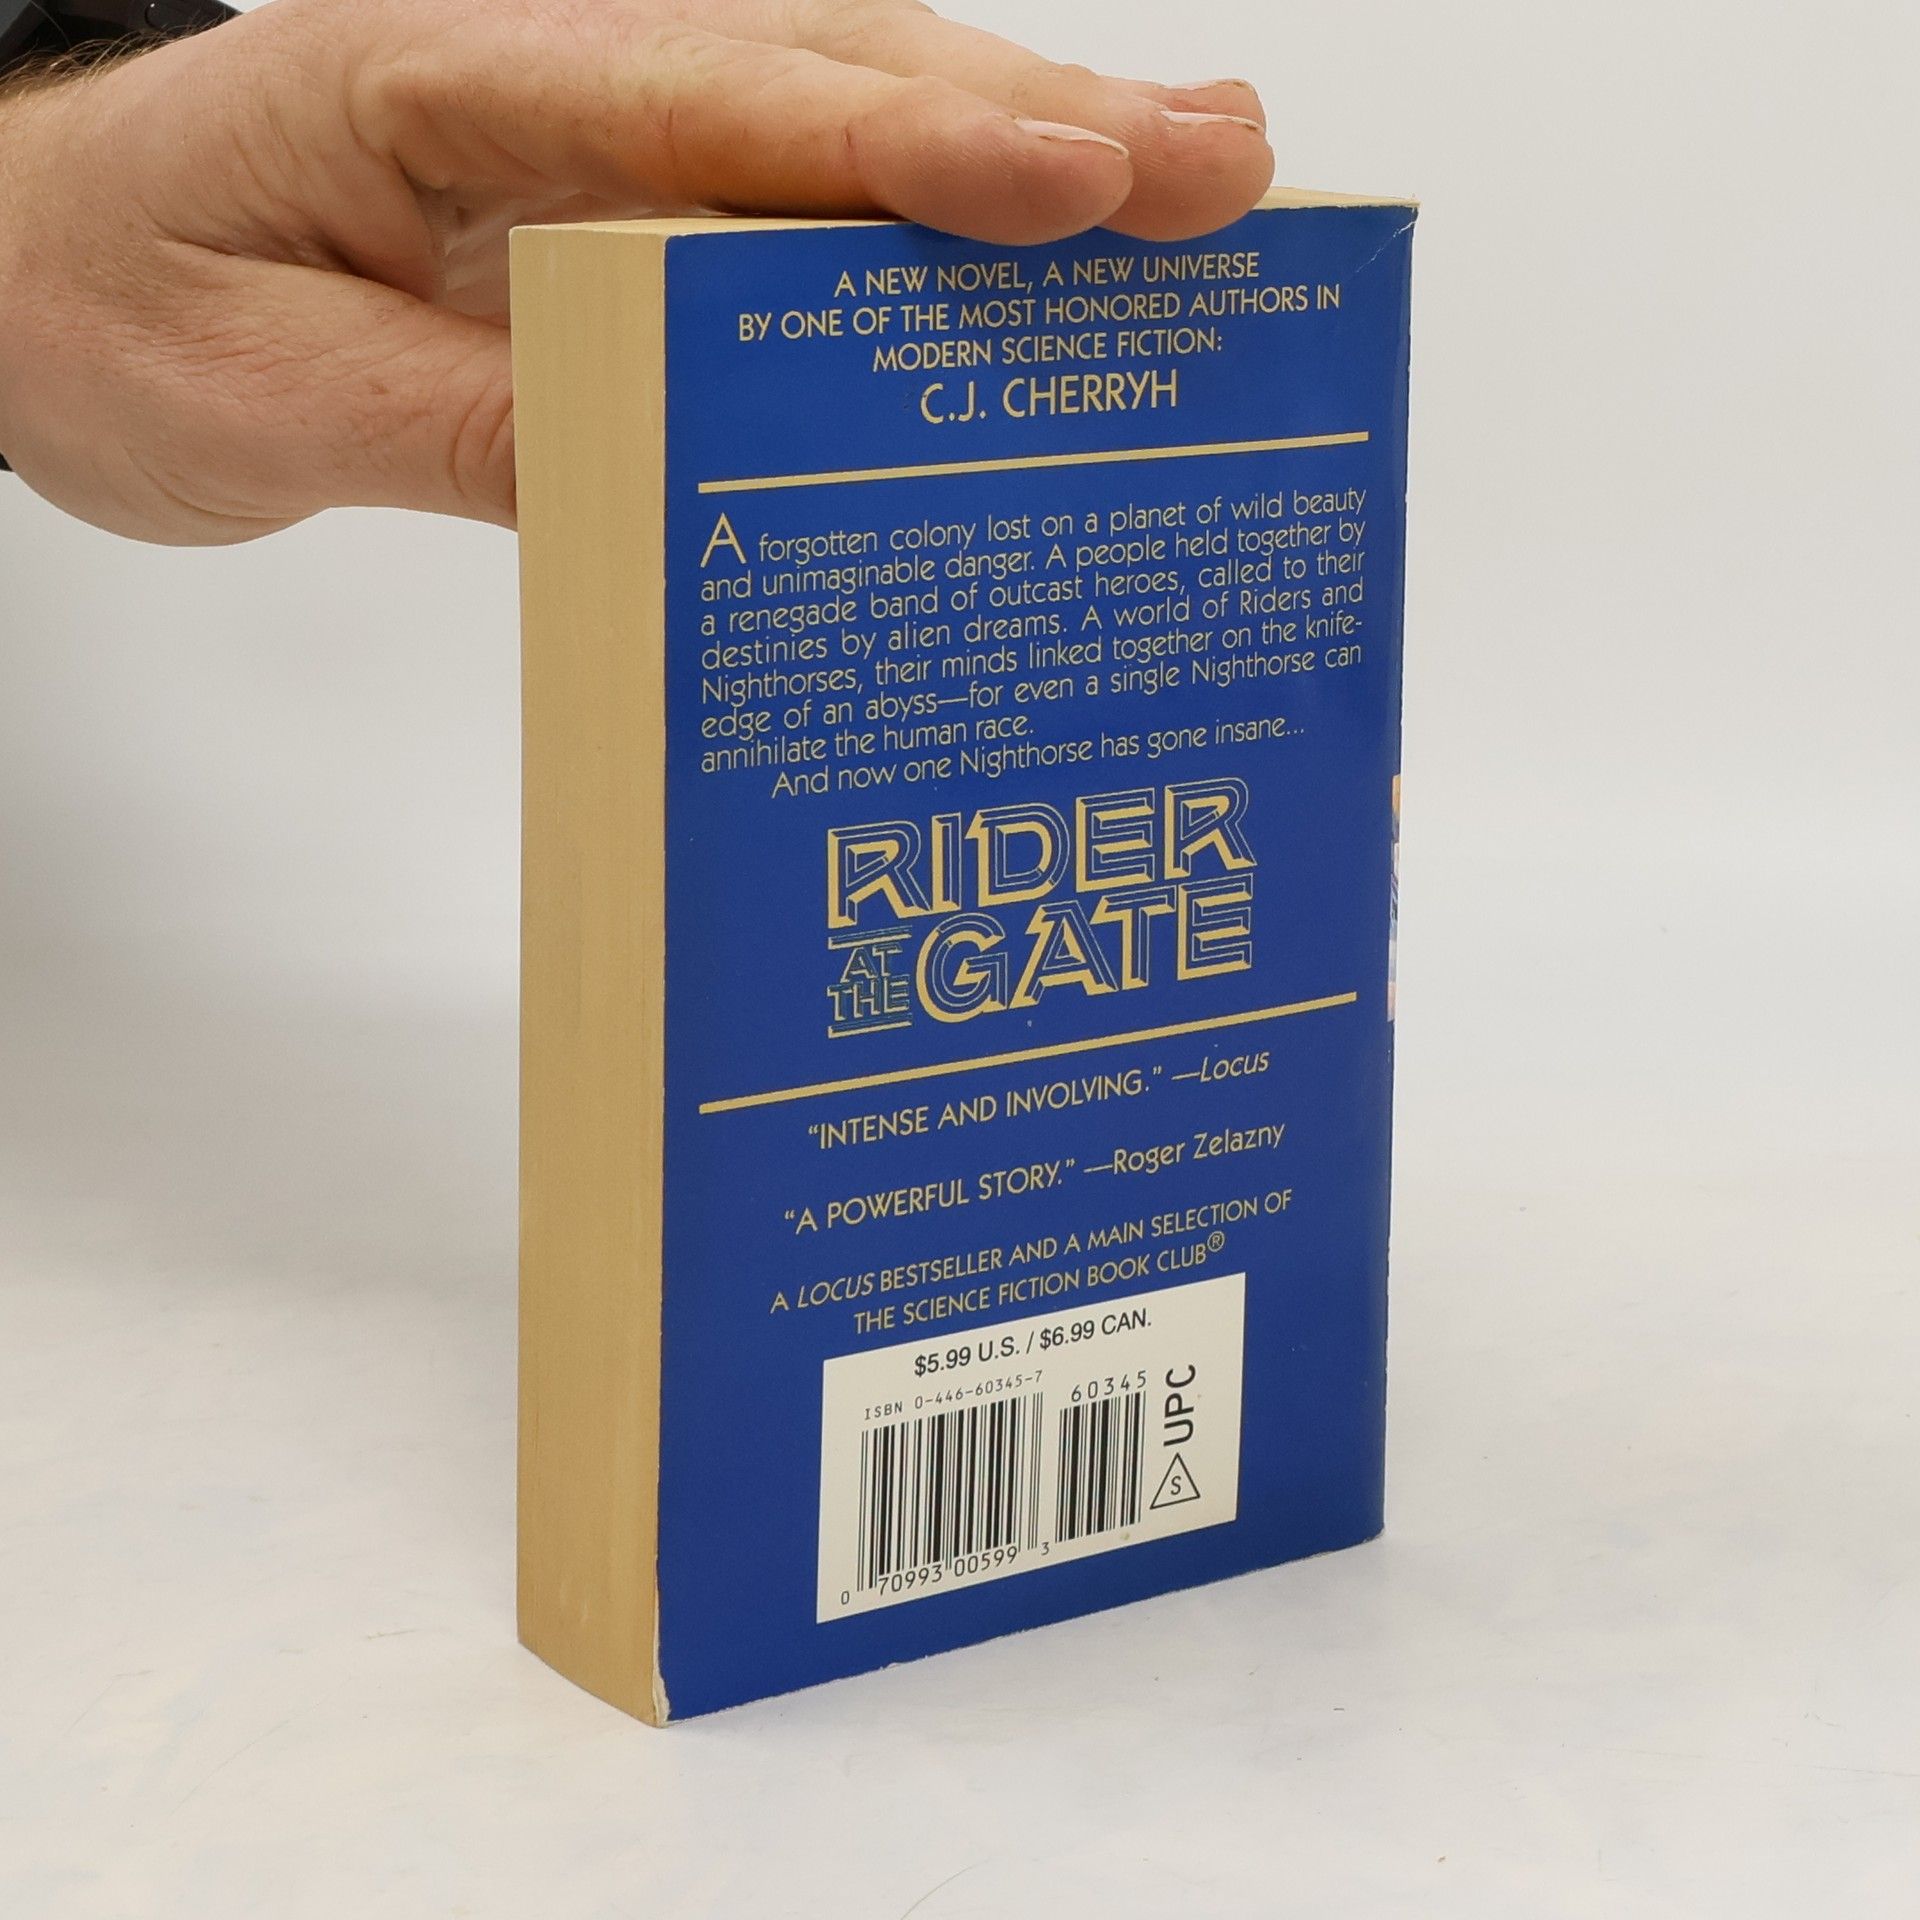 A NEW NOVEL, A NEW UNIVERSE
BY ONE OF THE MOST HONORED AUTHORS IN
MODERN SCIENCE FICTION:
C.J. CHERRYH
A forgotten colony lost on a planet of wild beauty
and unimaginable danger. A people held together by
a renegade band of outcast heroes, called to their
destinies by alien dreams. A world of Riders and
Nighthorses, their minds linked together on the knife-
edge of an abyss—for even a single Nighthorse can
annihilate the human race.
And now one Nighthorse has gone insane...
RIDER
AT THE GATE
“INTENSE AND INVOLVING.” —Locus
“A POWERFUL STORY.” —Roger Zelazny
A LOCUS BESTSELLER AND A MAIN SELECTION OF
THE SCIENCE FICTION BOOK CLUB®
$5.99 U.S. / $6.99 CAN.
ISBN 0-446-60345-7
60345
0 70993 00599 3
UPC
S